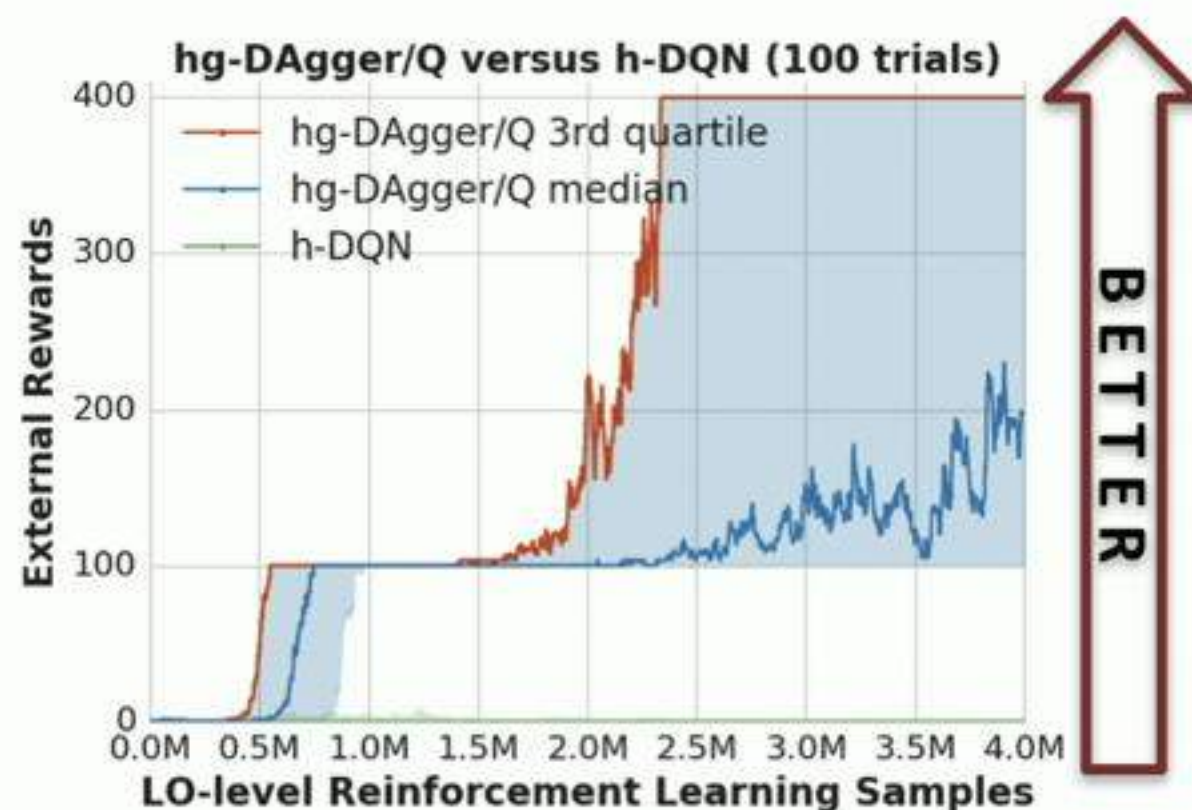 hg-DAgger/Q versus h-DQN (100 trials)
400
300
200
100
0
External Rewards
hg-DAgger/Q 3rd quartile
hg-DAgger/Q median
h-DQN
0.0M 0.5M 1.0M 1.5M 2.0M 2.5M 3.0M 3.5M 4.0M
LO-level Reinforcement Learning Samples
BETTER